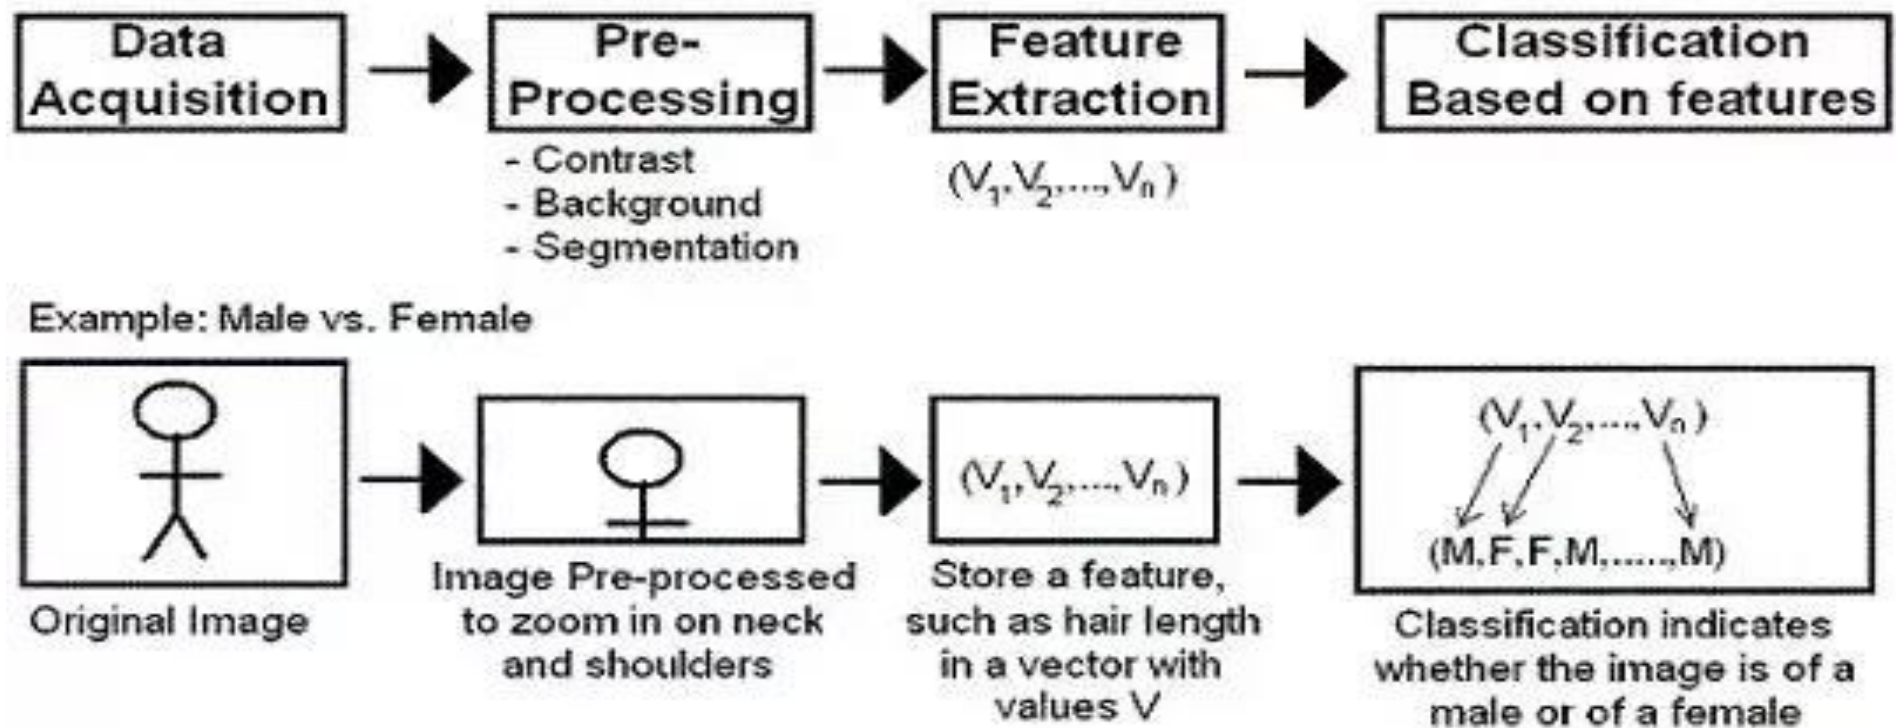 Data
Acquisition
Pre-
Processing
Feature
Extraction
Classification
Based on features
- Contrast
- Background
- Segmentation
(V₁,V₂,...,Vₙ)
Example: Male vs. Female
Original Image
Image Pre-processed
to zoom in on neck
and shoulders
(V₁,V₂,...,Vₙ)
Store a feature,
such as hair length
in a vector with
values V
(V₁,V₂,...,Vₙ)
(M,F,F,M,.....,M)
Classification indicates
whether the image is of a
male or of a female